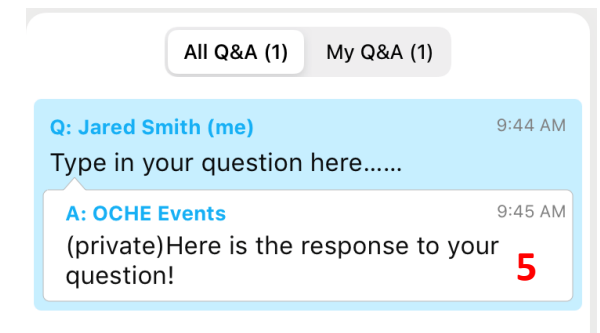 All Q&A (1) My Q&A (1)
Q: Jared Smith (me) 9:44 AM
Type in your question here......
A: OCHE Events 9:45 AM
(private)Here is the response to your
question! 5